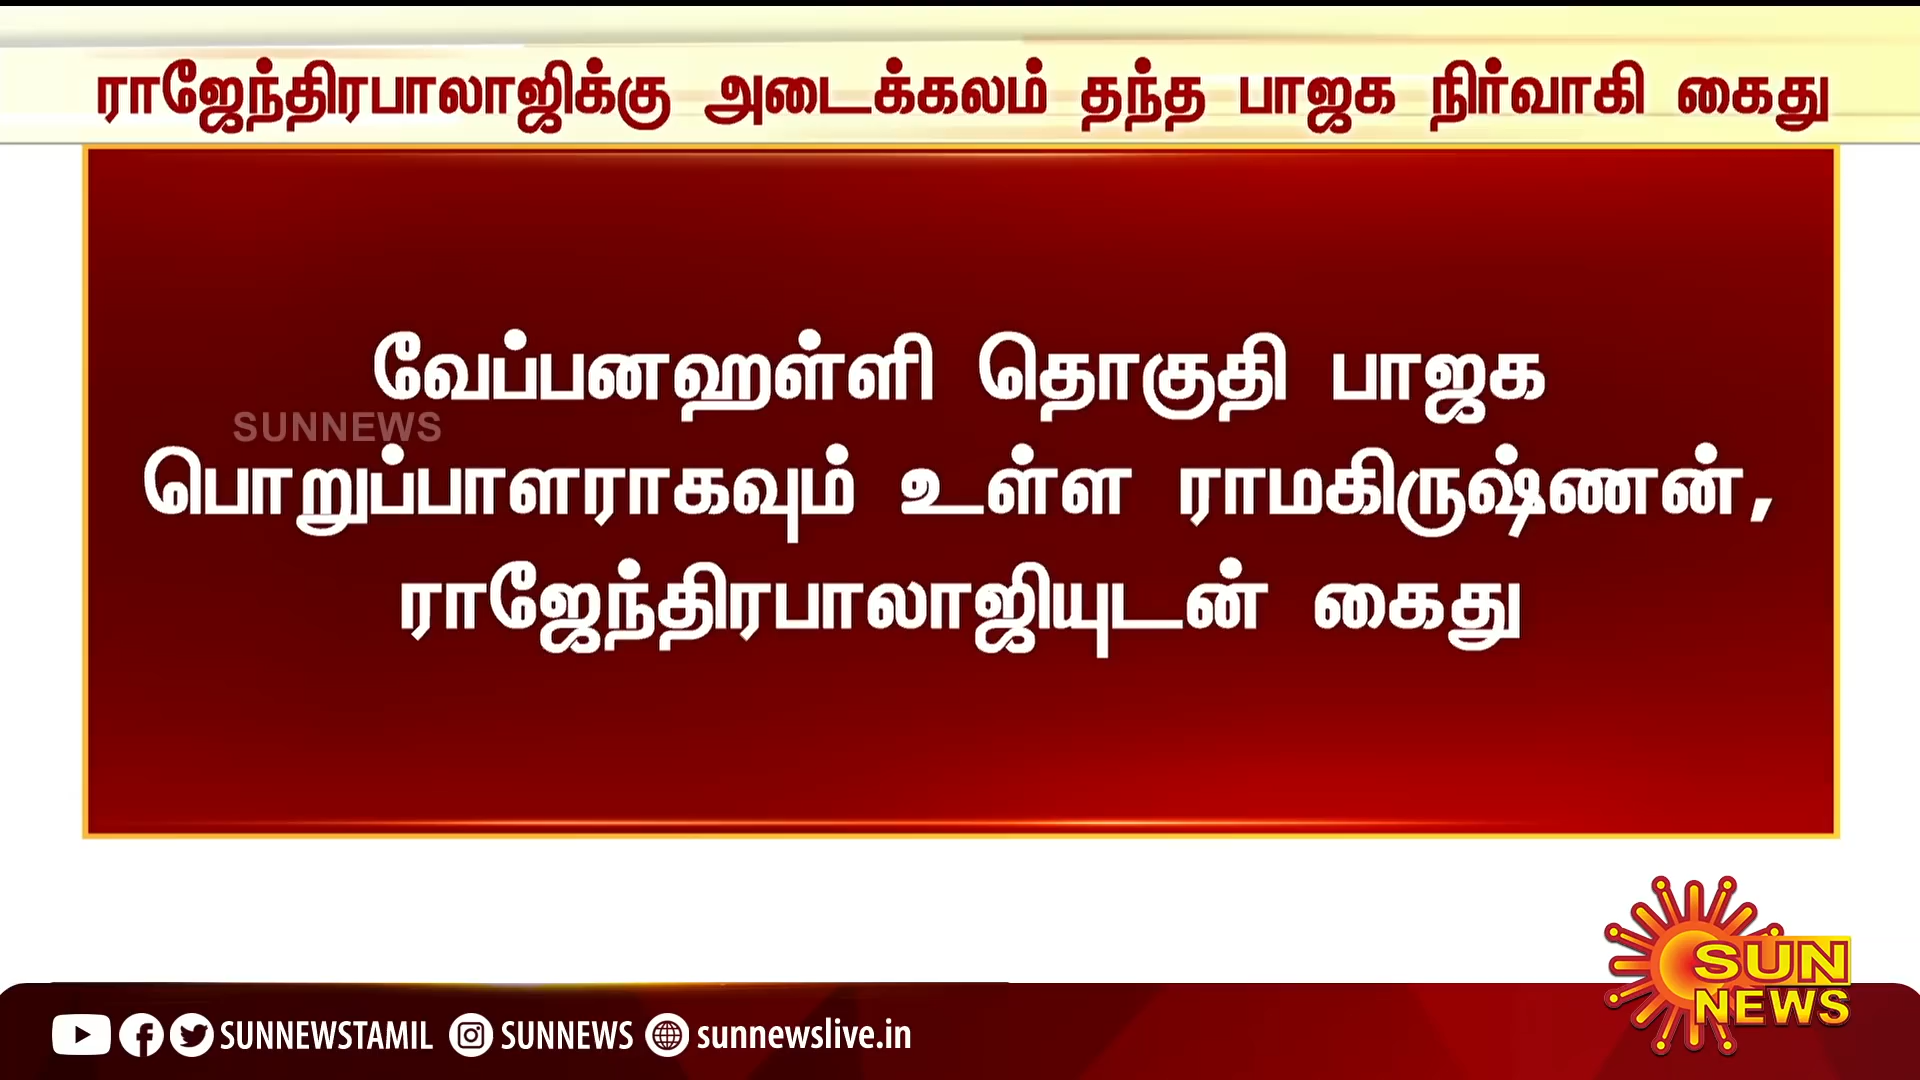 ராஜேந்திரபாலாஜிக்கு அடைக்கலம் தந்த பாஜக நிர்வாகி கைது
வேப்பனஹள்ளி தொகுதி பாஜக
SUNNEWS
பொறுப்பாளராகவும் உள்ள ராமகிருஷ்ணன்,
ராஜேந்திரபாலாஜியுடன் கைது
SUN
NEWS
SUNNEWSTAMIL SUNNEWS sunnewslive.in